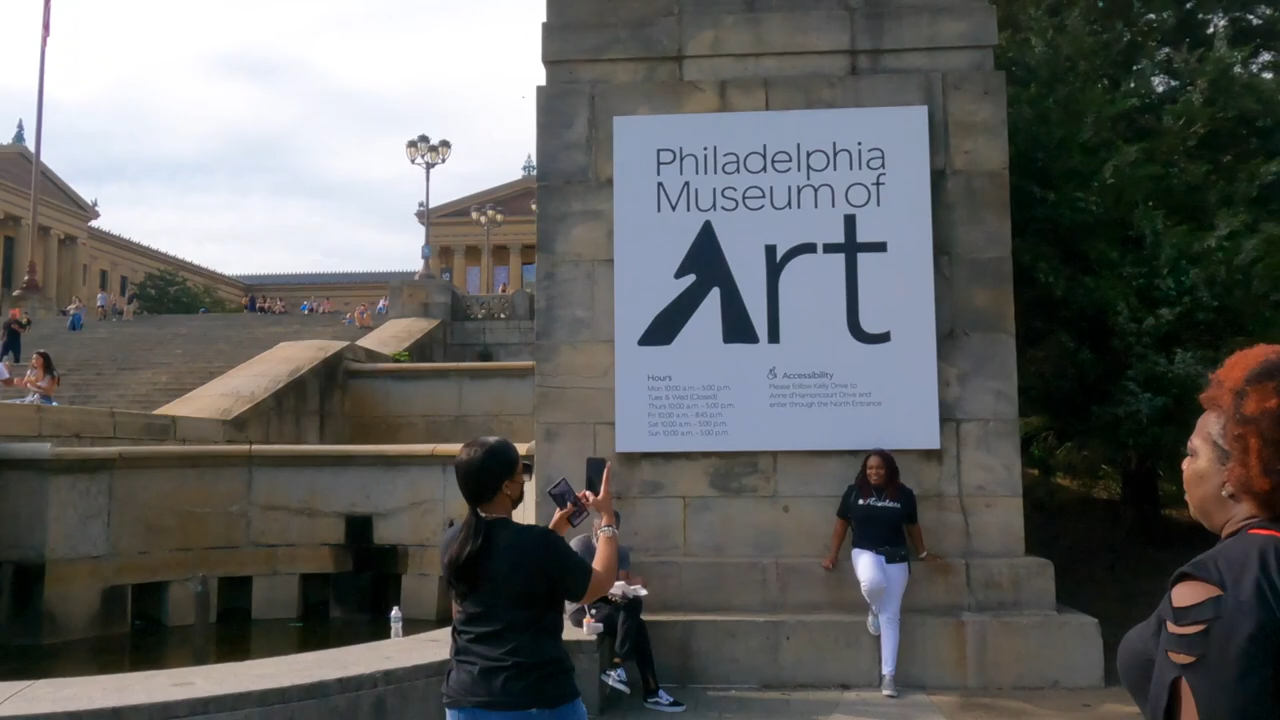 Philadelphia
Museum of
Art
Hours
Mon 10:00 a.m. – 5:00 p.m.
Tues & Wed (Closed)
Thurs 10:00 a.m. – 5:00 p.m.
Fri 10:00 a.m. – 8:45 p.m.
Sat 10:00 a.m. – 5:00 p.m.
Sun 10:00 a.m. – 5:00 p.m.
Accessibility
Please follow Kelly Drive to
Anne d'Harnoncourt Drive and
enter through the North Entrance